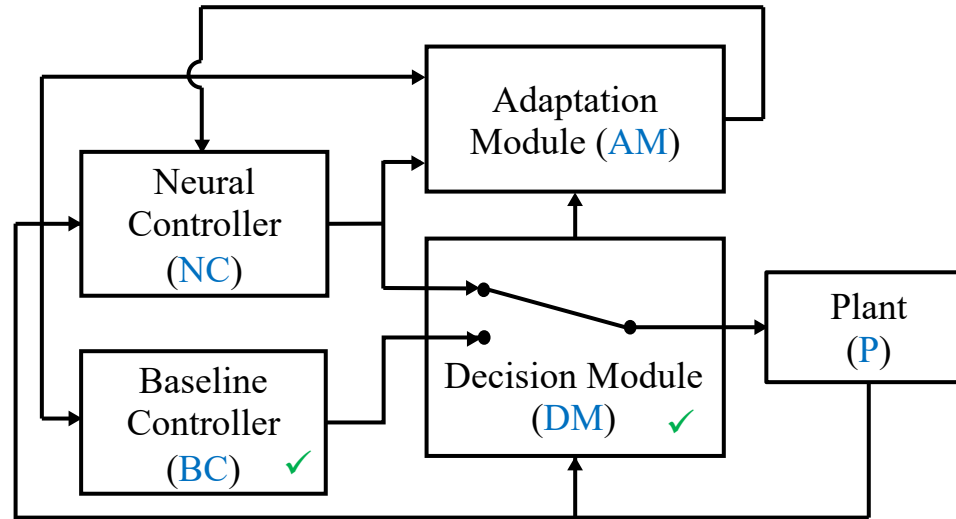 Adaptation
Module (AM)
Neural
Controller
(NC)
Plant
(P)
Baseline
Controller
(BC) ✓
Decision Module
(DM) ✓